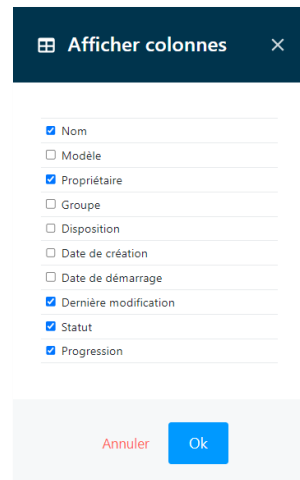 Afficher colonnes
Nom
Modèle
Propriétaire
Groupe
Disposition
Date de création
Date de démarrage
Dernière modification
Statut
Progression
Annuler Ok